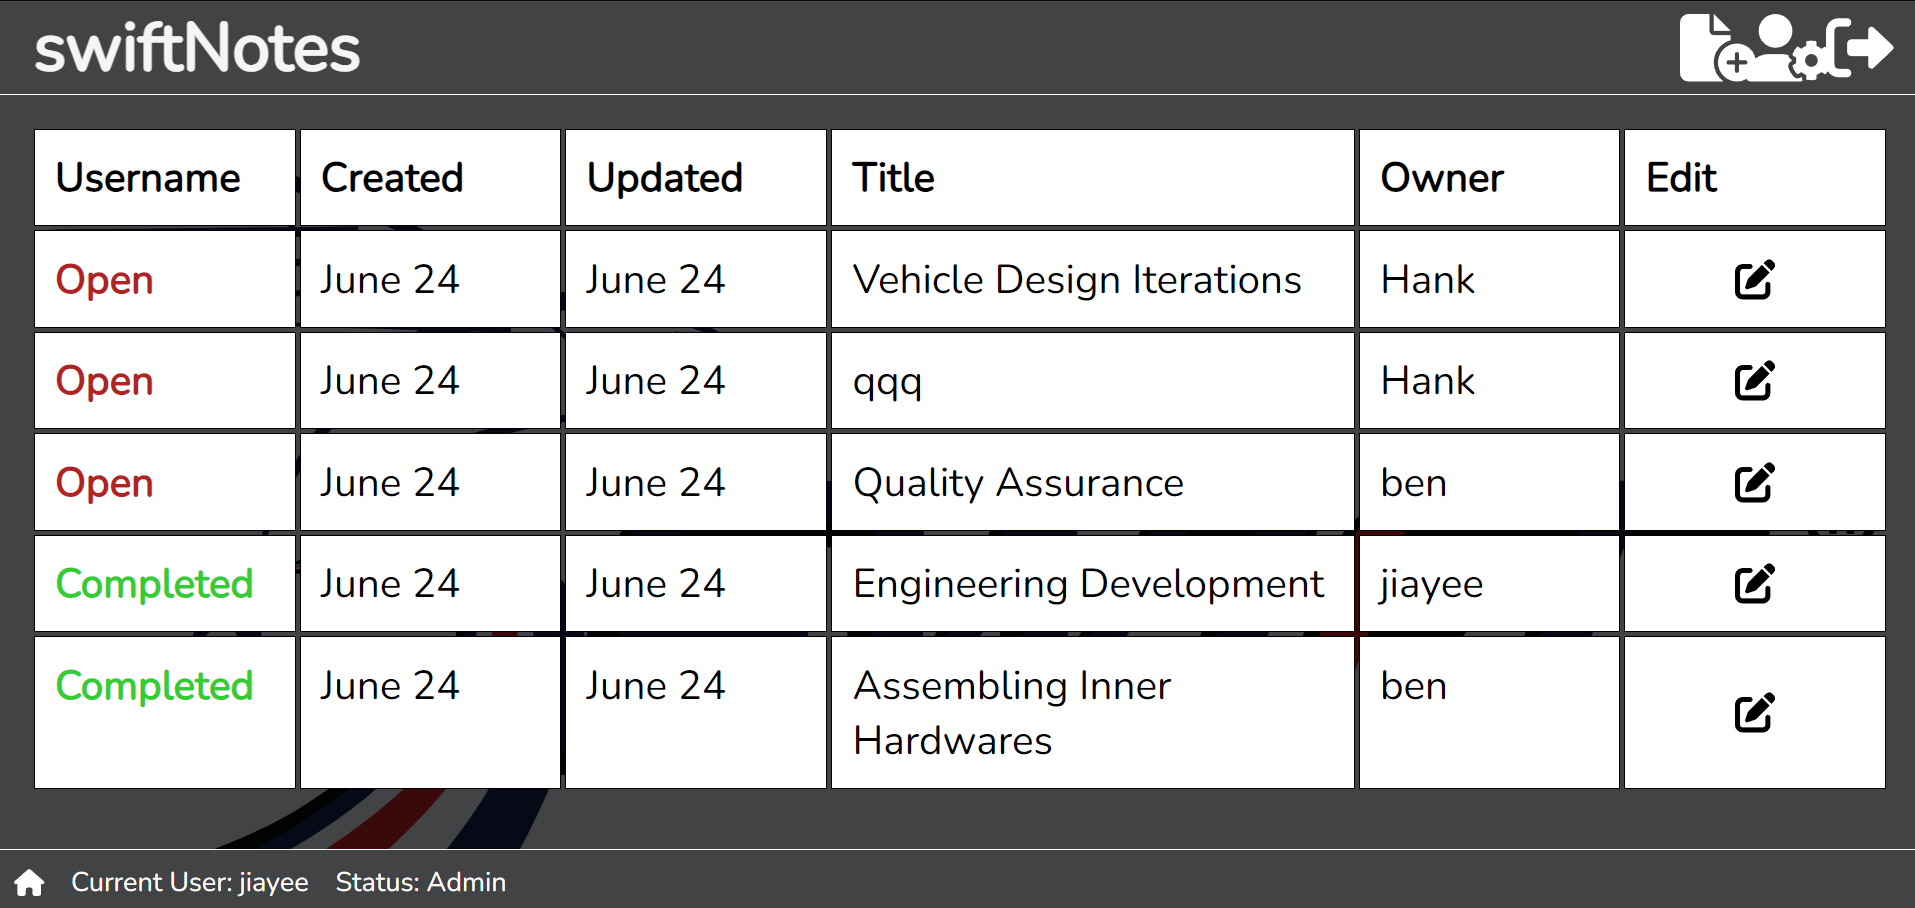 swiftNotes
Username Created Updated Title Owner Edit
Open June 24 June 24 Vehicle Design Iterations Hank
Open June 24 June 24 qqq Hank
Open June 24 June 24 Quality Assurance ben
Completed June 24 June 24 Engineering Development jiayee
Completed June 24 June 24 Assembling Inner ben
Hardwares
Current User: jiayee Status: Admin